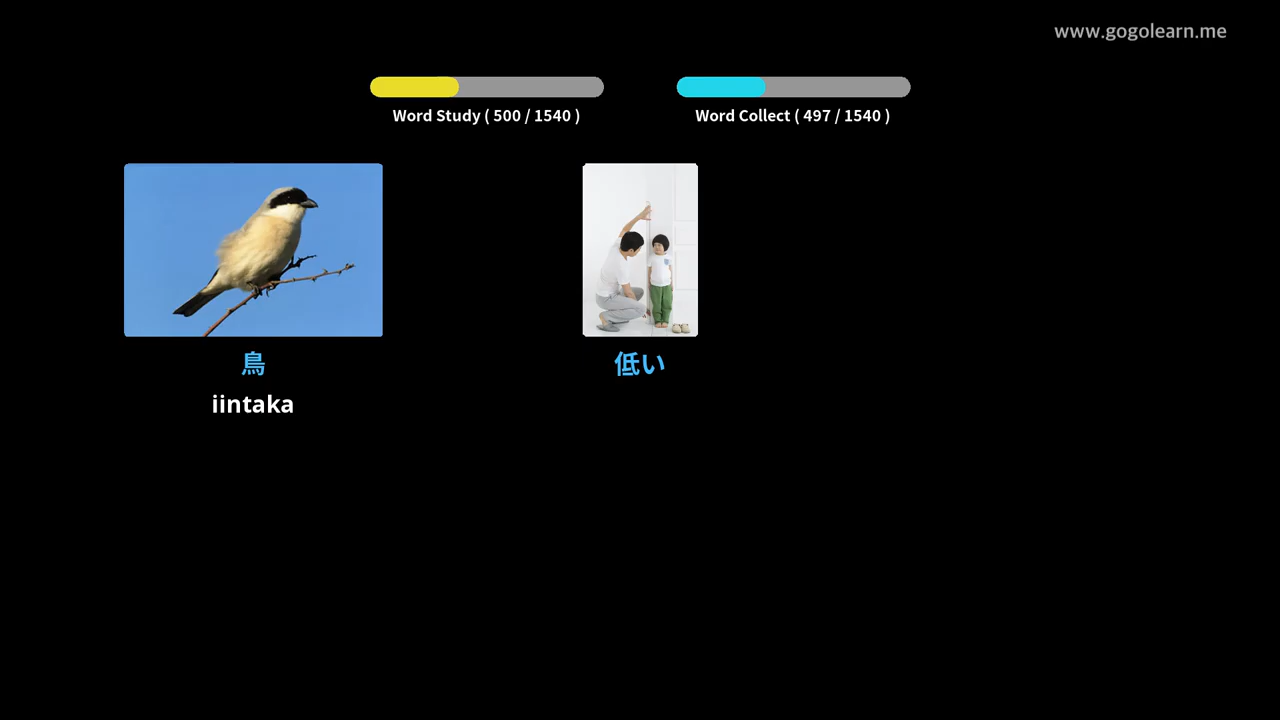 www.gogolearn.me
Word Study ( 500 / 1540 )
Word Collect ( 497 / 1540 )
鳥
iintaka
低い